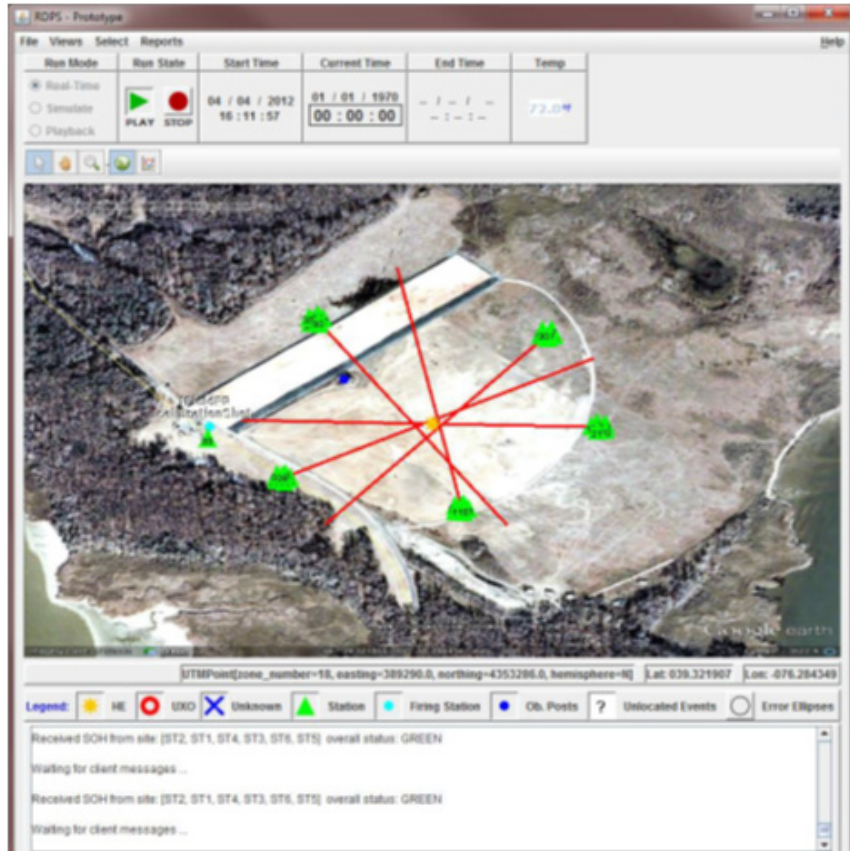 RDPS - Prototype
File Views Select Reports Help
Run Mode Run State Start Time Current Time End Time Temp
Real-Time
Simulate
Playback
PLAY STOP
04 / 04 / 2012
16 : 11 : 57
01 / 01 / 1970
00 : 00 : 00
-- / -- / --
-- : -- : --
72.0°F
Google earth
UTMPoint[zone_number=18, easting=389290.0, northing=4353286.0, hemisphere=N] Lat: 039.321907 Lon: -076.284349
Legend: HE UXO Unknown Station Firing Station Ob. Posts ? Unlocated Events Error Ellipses
Received SOH from site: [ST2, ST1, ST4, ST3, ST6, ST5] overall status: GREEN
Waiting for client messages ...
Received SOH from site: [ST2, ST1, ST4, ST3, ST6, ST5] overall status: GREEN
Waiting for client messages ...